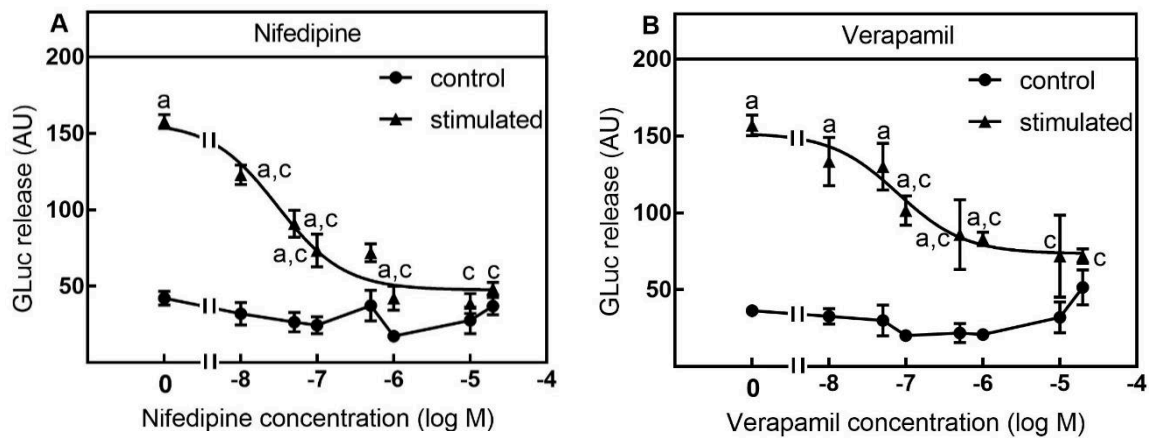 A
Nifedipine
200
150
100
50
GLuc release (AU)
control
stimulated
a
a,c
a,c
a,c
a,c
c
c
0
-8
-7
-6
-5
-4
Nifedipine concentration (log M)
B
Verapamil
200
150
100
50
GLuc release (AU)
control
stimulated
a
a
a
a,c
a,c
a,c
c
c
0
-8
-7
-6
-5
-4
Verapamil concentration (log M)